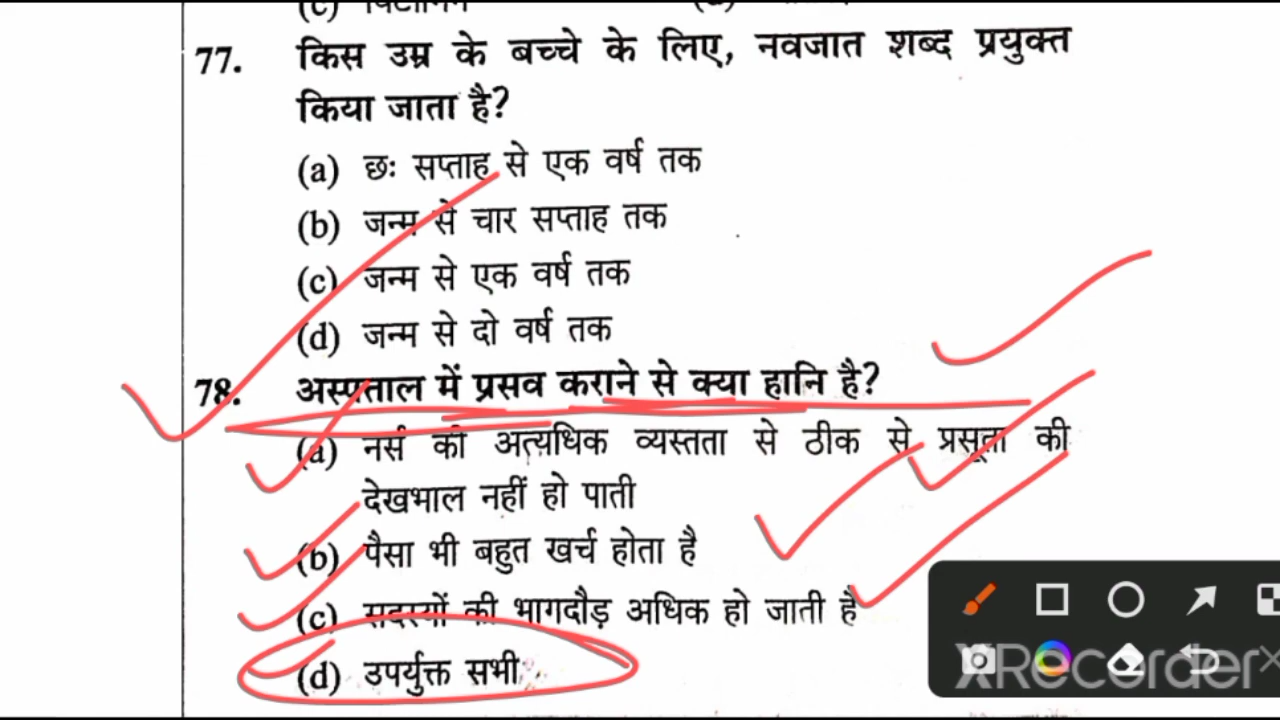 77. किस उम्र के बच्चे के लिए, नवजात शब्द प्रयुक्त
किया जाता है?
(a) छः सप्ताह से एक वर्ष तक
(b) जन्म से चार सप्ताह तक
(c) जन्म से एक वर्ष तक
(d) जन्म से दो वर्ष तक
78. अस्पताल में प्रसव कराने से क्या हानि है?
(a) नर्स की अत्यधिक व्यस्तता से ठीक से प्रसूता की
देखभाल नहीं हो पाती
(b) पैसा भी बहुत खर्च होता है
(c) सदस्यों की भागदौड़ अधिक हो जाती है
(d) उपर्युक्त सभी
XRecorder